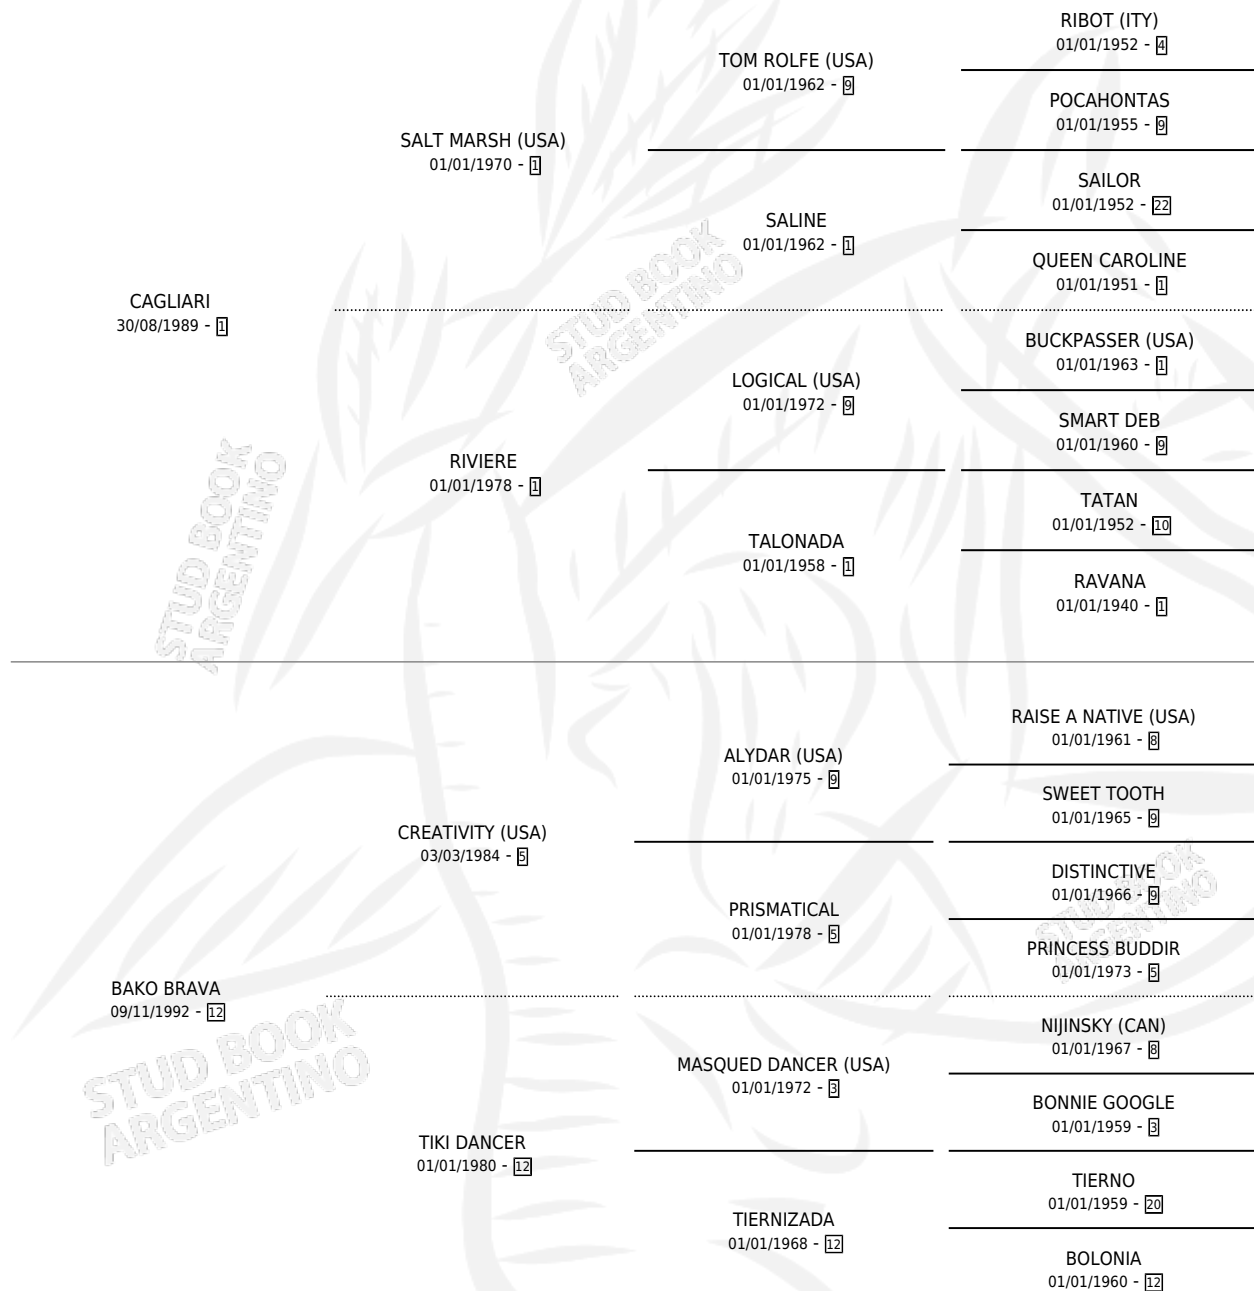 RIBOT (ITY)
01/01/1952 - 4
TOM ROLFE (USA)
01/01/1962 - 9
POCAHONTAS
01/01/1955 - 9
SALT MARSH (USA)
01/01/1970 - 1
SAILOR
01/01/1952 - 22
SALINE
01/01/1962 - 1
QUEEN CAROLINE
01/01/1951 - 1
CAGLIARI
30/08/1989 - 1
BUCKPASSER (USA)
01/01/1963 - 1
LOGICAL (USA)
01/01/1972 - 9
SMART DEB
01/01/1960 - 9
RIVIERE
01/01/1978 - 1
TATAN
01/01/1952 - 10
TALONADA
01/01/1958 - 1
RAVANA
01/01/1940 - 1
RAISE A NATIVE (USA)
01/01/1961 - 8
ALYDAR (USA)
01/01/1975 - 9
SWEET TOOTH
01/01/1965 - 9
CREATIVITY (USA)
03/03/1984 - 5
DISTINCTIVE
01/01/1966 - 9
PRISMATICAL
01/01/1978 - 5
PRINCESS BUDDIR
01/01/1973 - 5
BAKO BRAVA
09/11/1992 - 12
NIJINSKY (CAN)
01/01/1967 - 8
MASQUED DANCER (USA)
01/01/1972 - 3
BONNIE GOOGLE
01/01/1959 - 3
TIKI DANCER
01/01/1980 - 12
TIERNO
01/01/1959 - 20
TIERNIZADA
01/01/1968 - 12
BOLONIA
01/01/1960 - 12
STUD BOOK
ARGENTINO
STUD BOOK
ARGENTINO
STUD BOOK
ARGENTINO
STUD BOOK
ARGENTINO